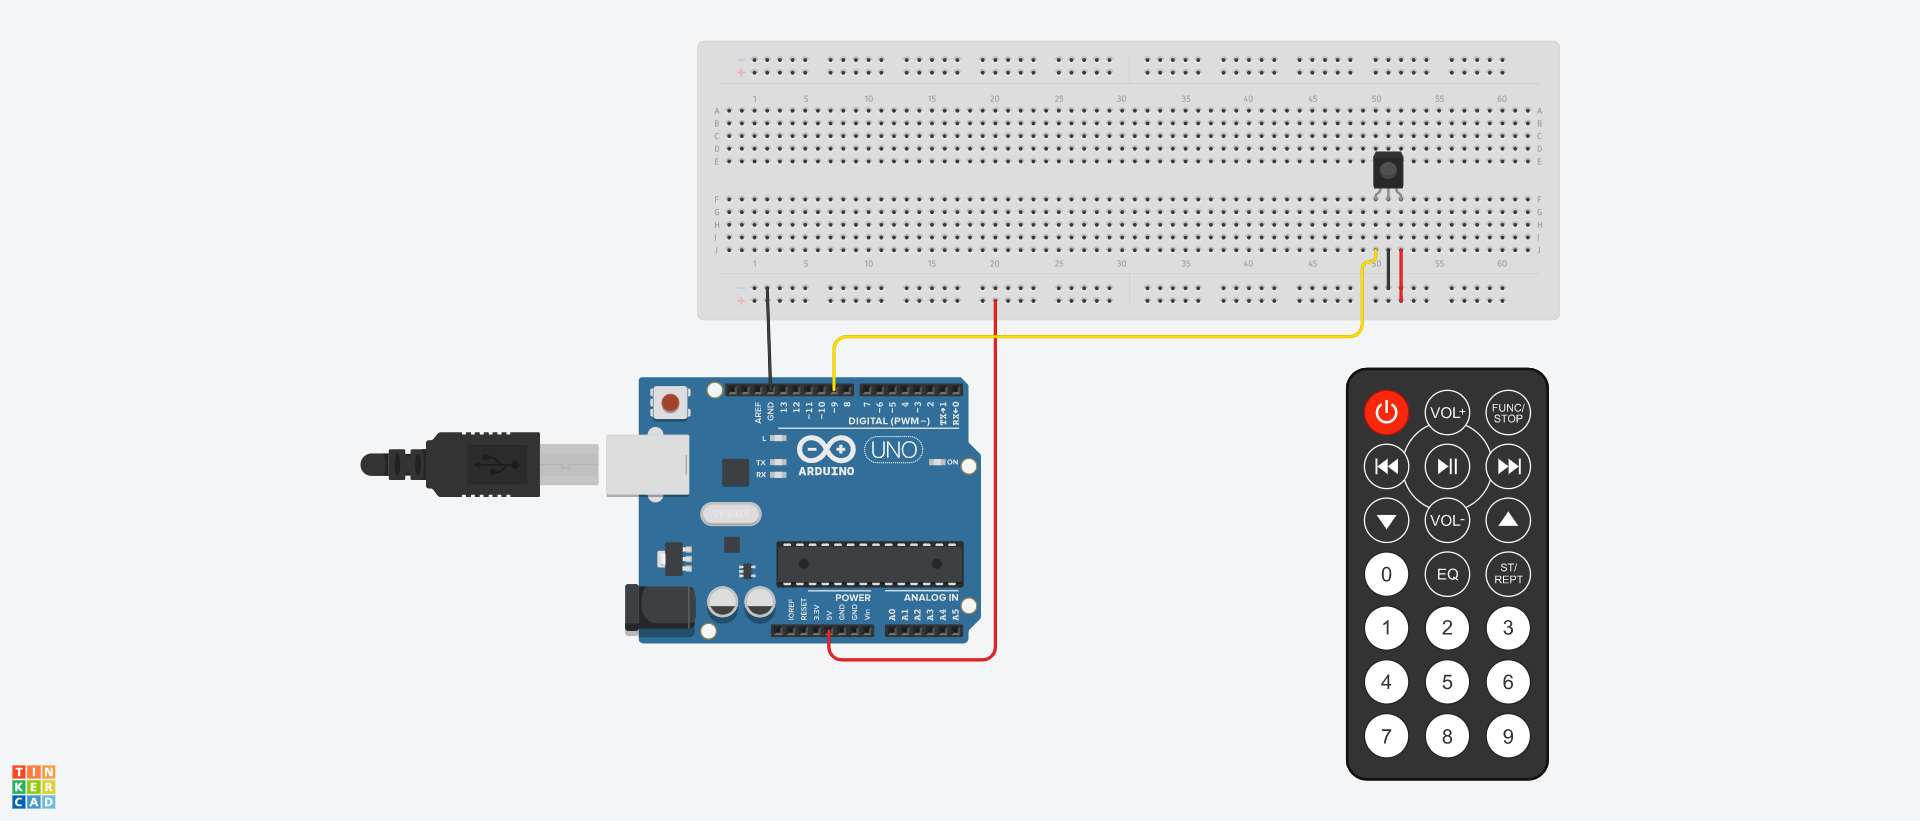 − 
+
1 5 10 15 20 25 30 35 40 45 50 55 60
A A
B B
C C
D D
E E
F F
G G
H H
I I
J J
1 5 10 15 20 25 30 35 40 45 50 55 60
−
+
AREF GND 13 12 ~11 ~10 ~9 8 7 ~6 ~5 4 ~3 2 TX→1 RX←0
DIGITAL (PWM~)
L
TX
RX
ARDUINO
UNO
ON
POWER
ANALOG IN
IOREF RESET 3.3V 5V GND GND Vin A0 A1 A2 A3 A4 A5
VOL+
FUNC/
STOP
VOL-
0 EQ
ST/
REPT
1 2 3
4 5 6
7 8 9
TIN
KER
CAD